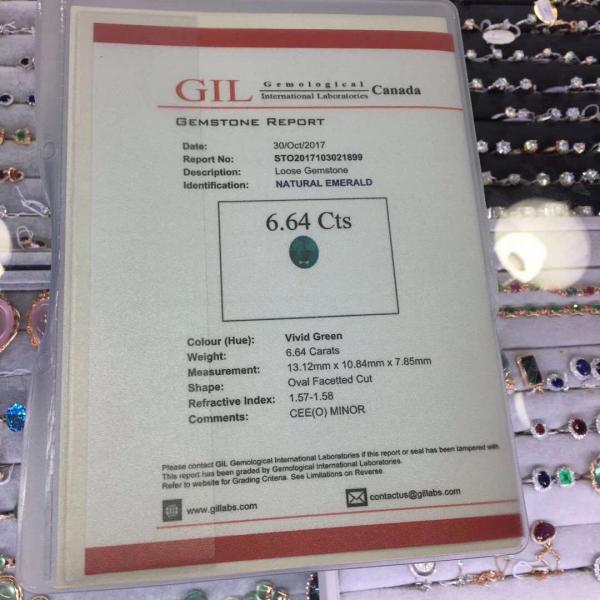 GIL Gemological International Laboratories Canada
GEMSTONE REPORT
Date: 30/Oct/2017
Report No: STO2017103021899
Description: Loose Gemstone
Identification: NATURAL EMERALD
6.64 Cts
Colour (Hue): Vivid Green
Weight: 6.64 Carats
Measurement: 13.12mm x 10.84mm x 7.85mm
Shape: Oval Facetted Cut
Refractive Index: 1.57-1.58
Comments: CEE(O) MINOR
Please contact GIL Gemological International Laboratories if this report or seal has been tampered with.
This report has been graded by Gemological International Laboratories.
Refer to website for Grading Criteria. See Limitations on Reverse.
www.gillabs.com contactus@gillabs.com